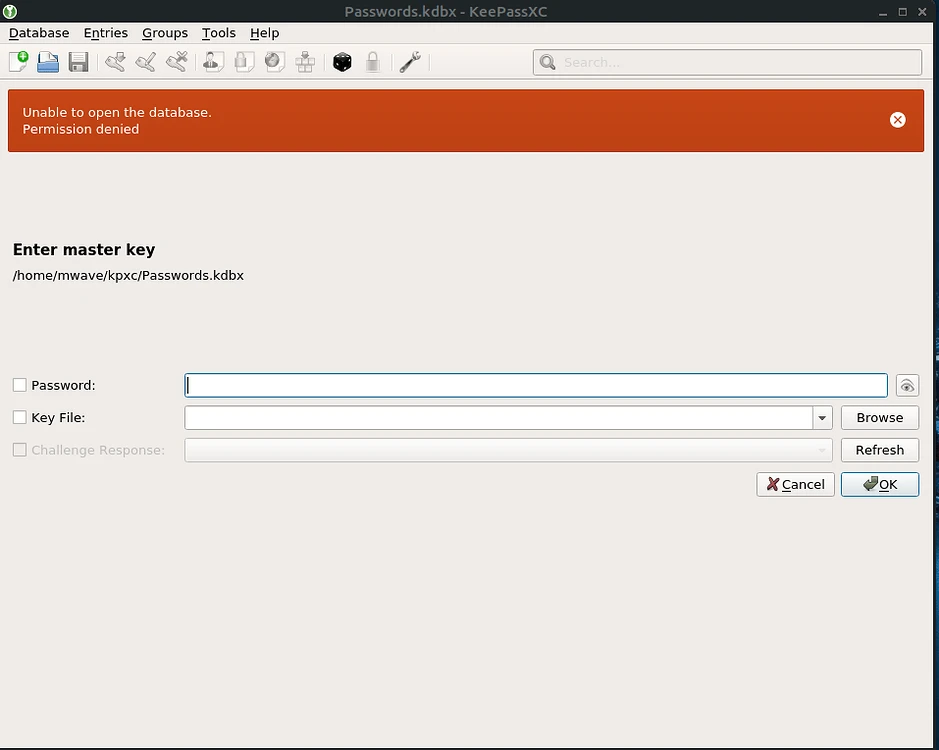 Passwords.kdbx - KeePassXC
Database Entries Groups Tools Help
Search...
Unable to open the database.
Permission denied
Enter master key
/home/mwave/kpxc/Passwords.kdbx
Password:
Key File:
Browse
Challenge Response:
Refresh
Cancel
OK